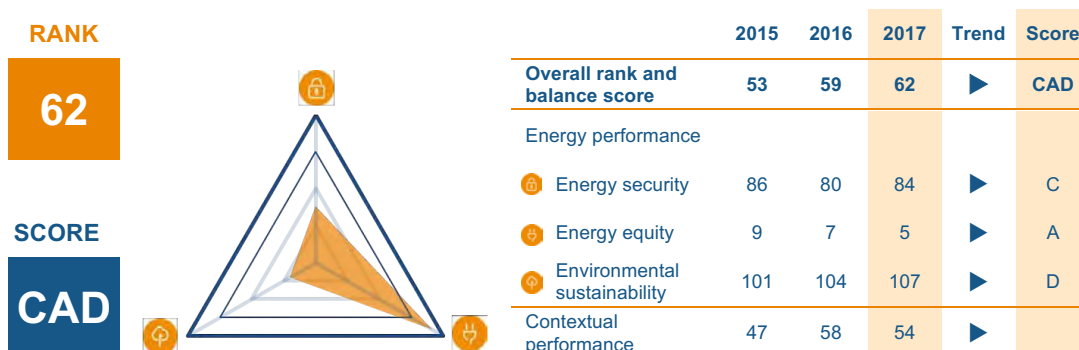 RANK
62
SCORE
CAD
2015 2016 2017 Trend Score
Overall rank and
balance score 53 59 62 CAD
Energy performance
Energy security 86 80 84 C
Energy equity 9 7 5 A
Environmental
sustainability 101 104 107 D
Contextual
performance 47 58 54